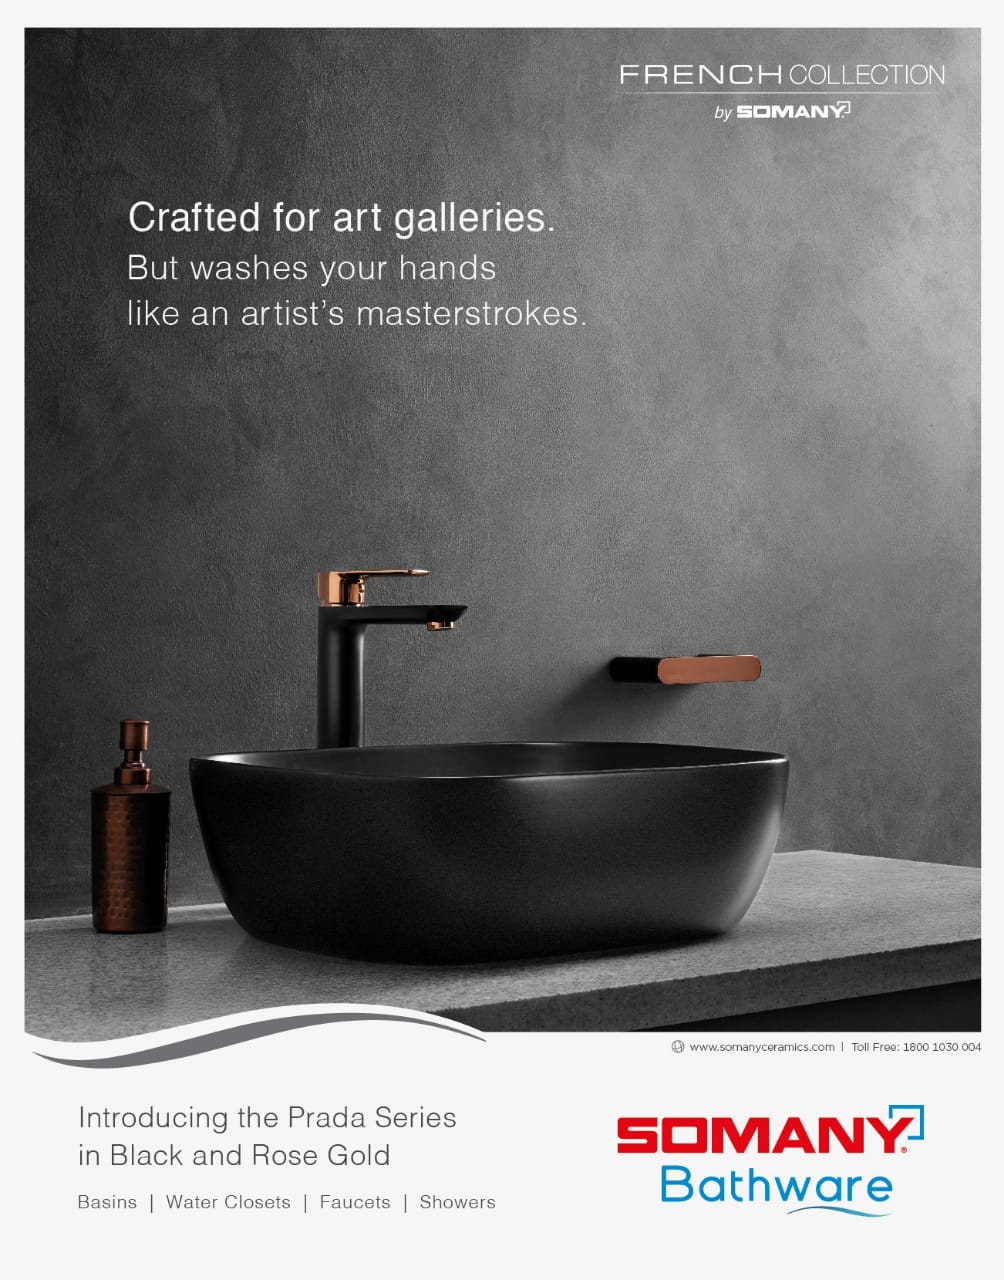 FRENCH COLLECTION
by SOMANY
Crafted for art galleries.
But washes your hands
like an artist's masterstrokes.
www.somanyceramics.com | Toll Free: 1800 1030 004
Introducing the Prada Series
in Black and Rose Gold
Basins | Water Closets | Faucets | Showers
SOMANY®
Bathware